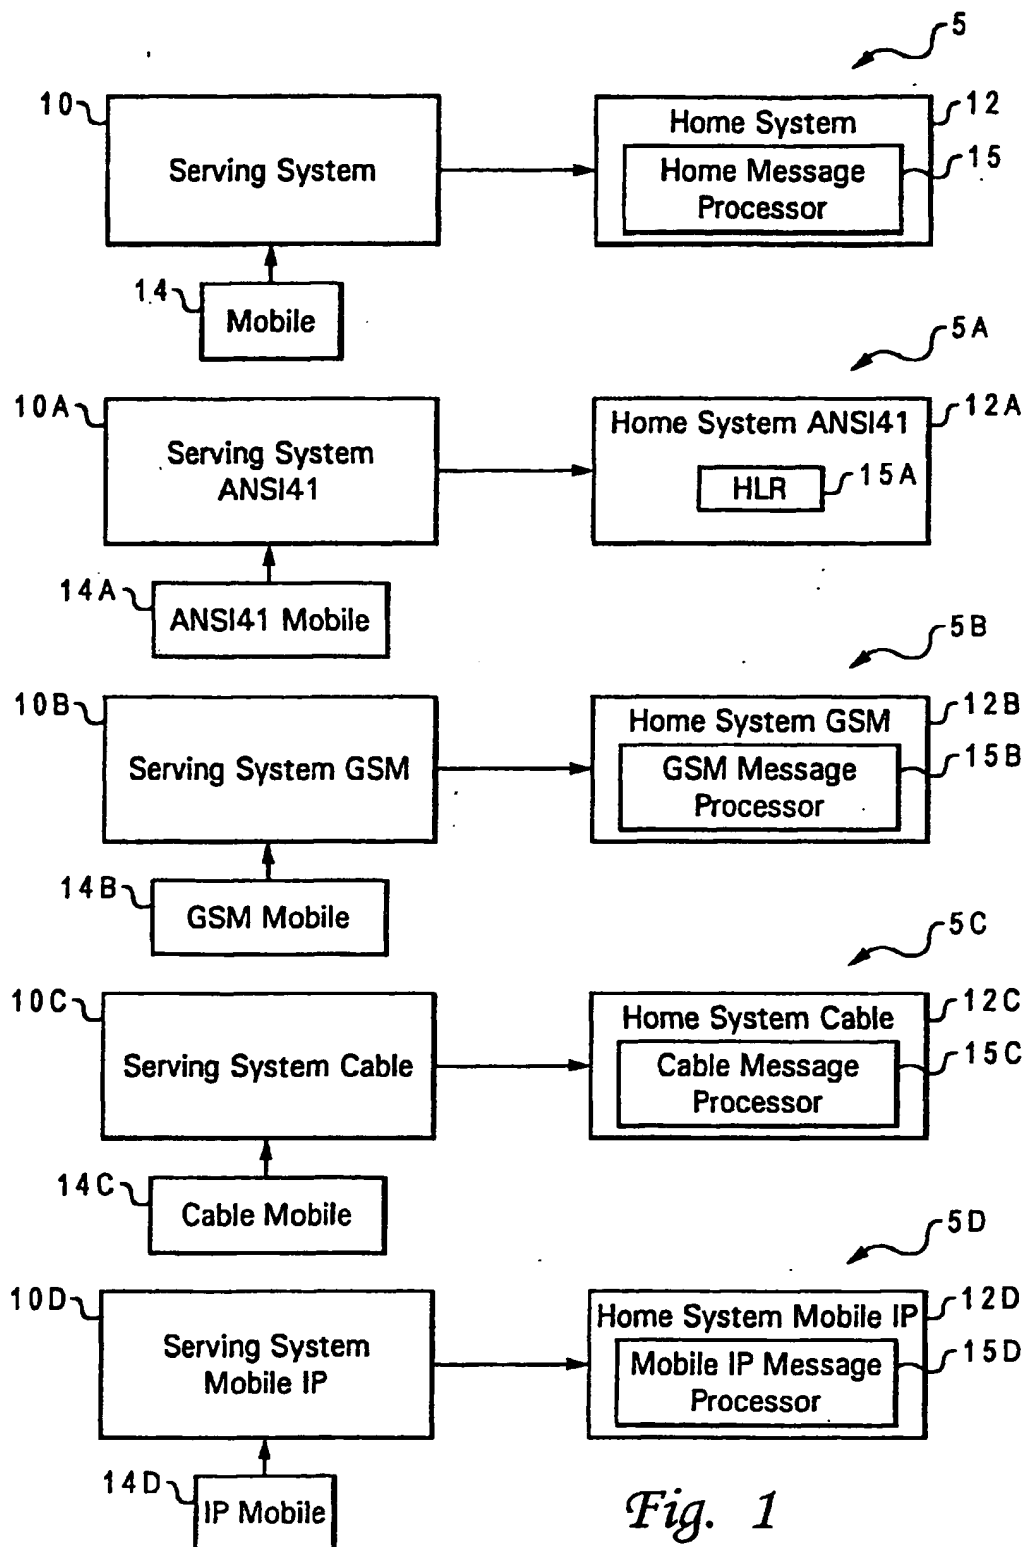 5
10
Serving System
Home System
12
Home Message
Processor
15
14
Mobile
5A
10A
Serving System
ANSI41
Home System ANSI41
12A
HLR
15A
14A
ANSI41 Mobile
5B
10B
Serving System GSM
Home System GSM
12B
GSM Message
Processor
15B
14B
GSM Mobile
5C
10C
Serving System Cable
Home System Cable
12C
Cable Message
Processor
15C
14C
Cable Mobile
5D
10D
Serving System
Mobile IP
Home System Mobile IP
12D
Mobile IP Message
Processor
15D
14D
IP Mobile
Fig. 1